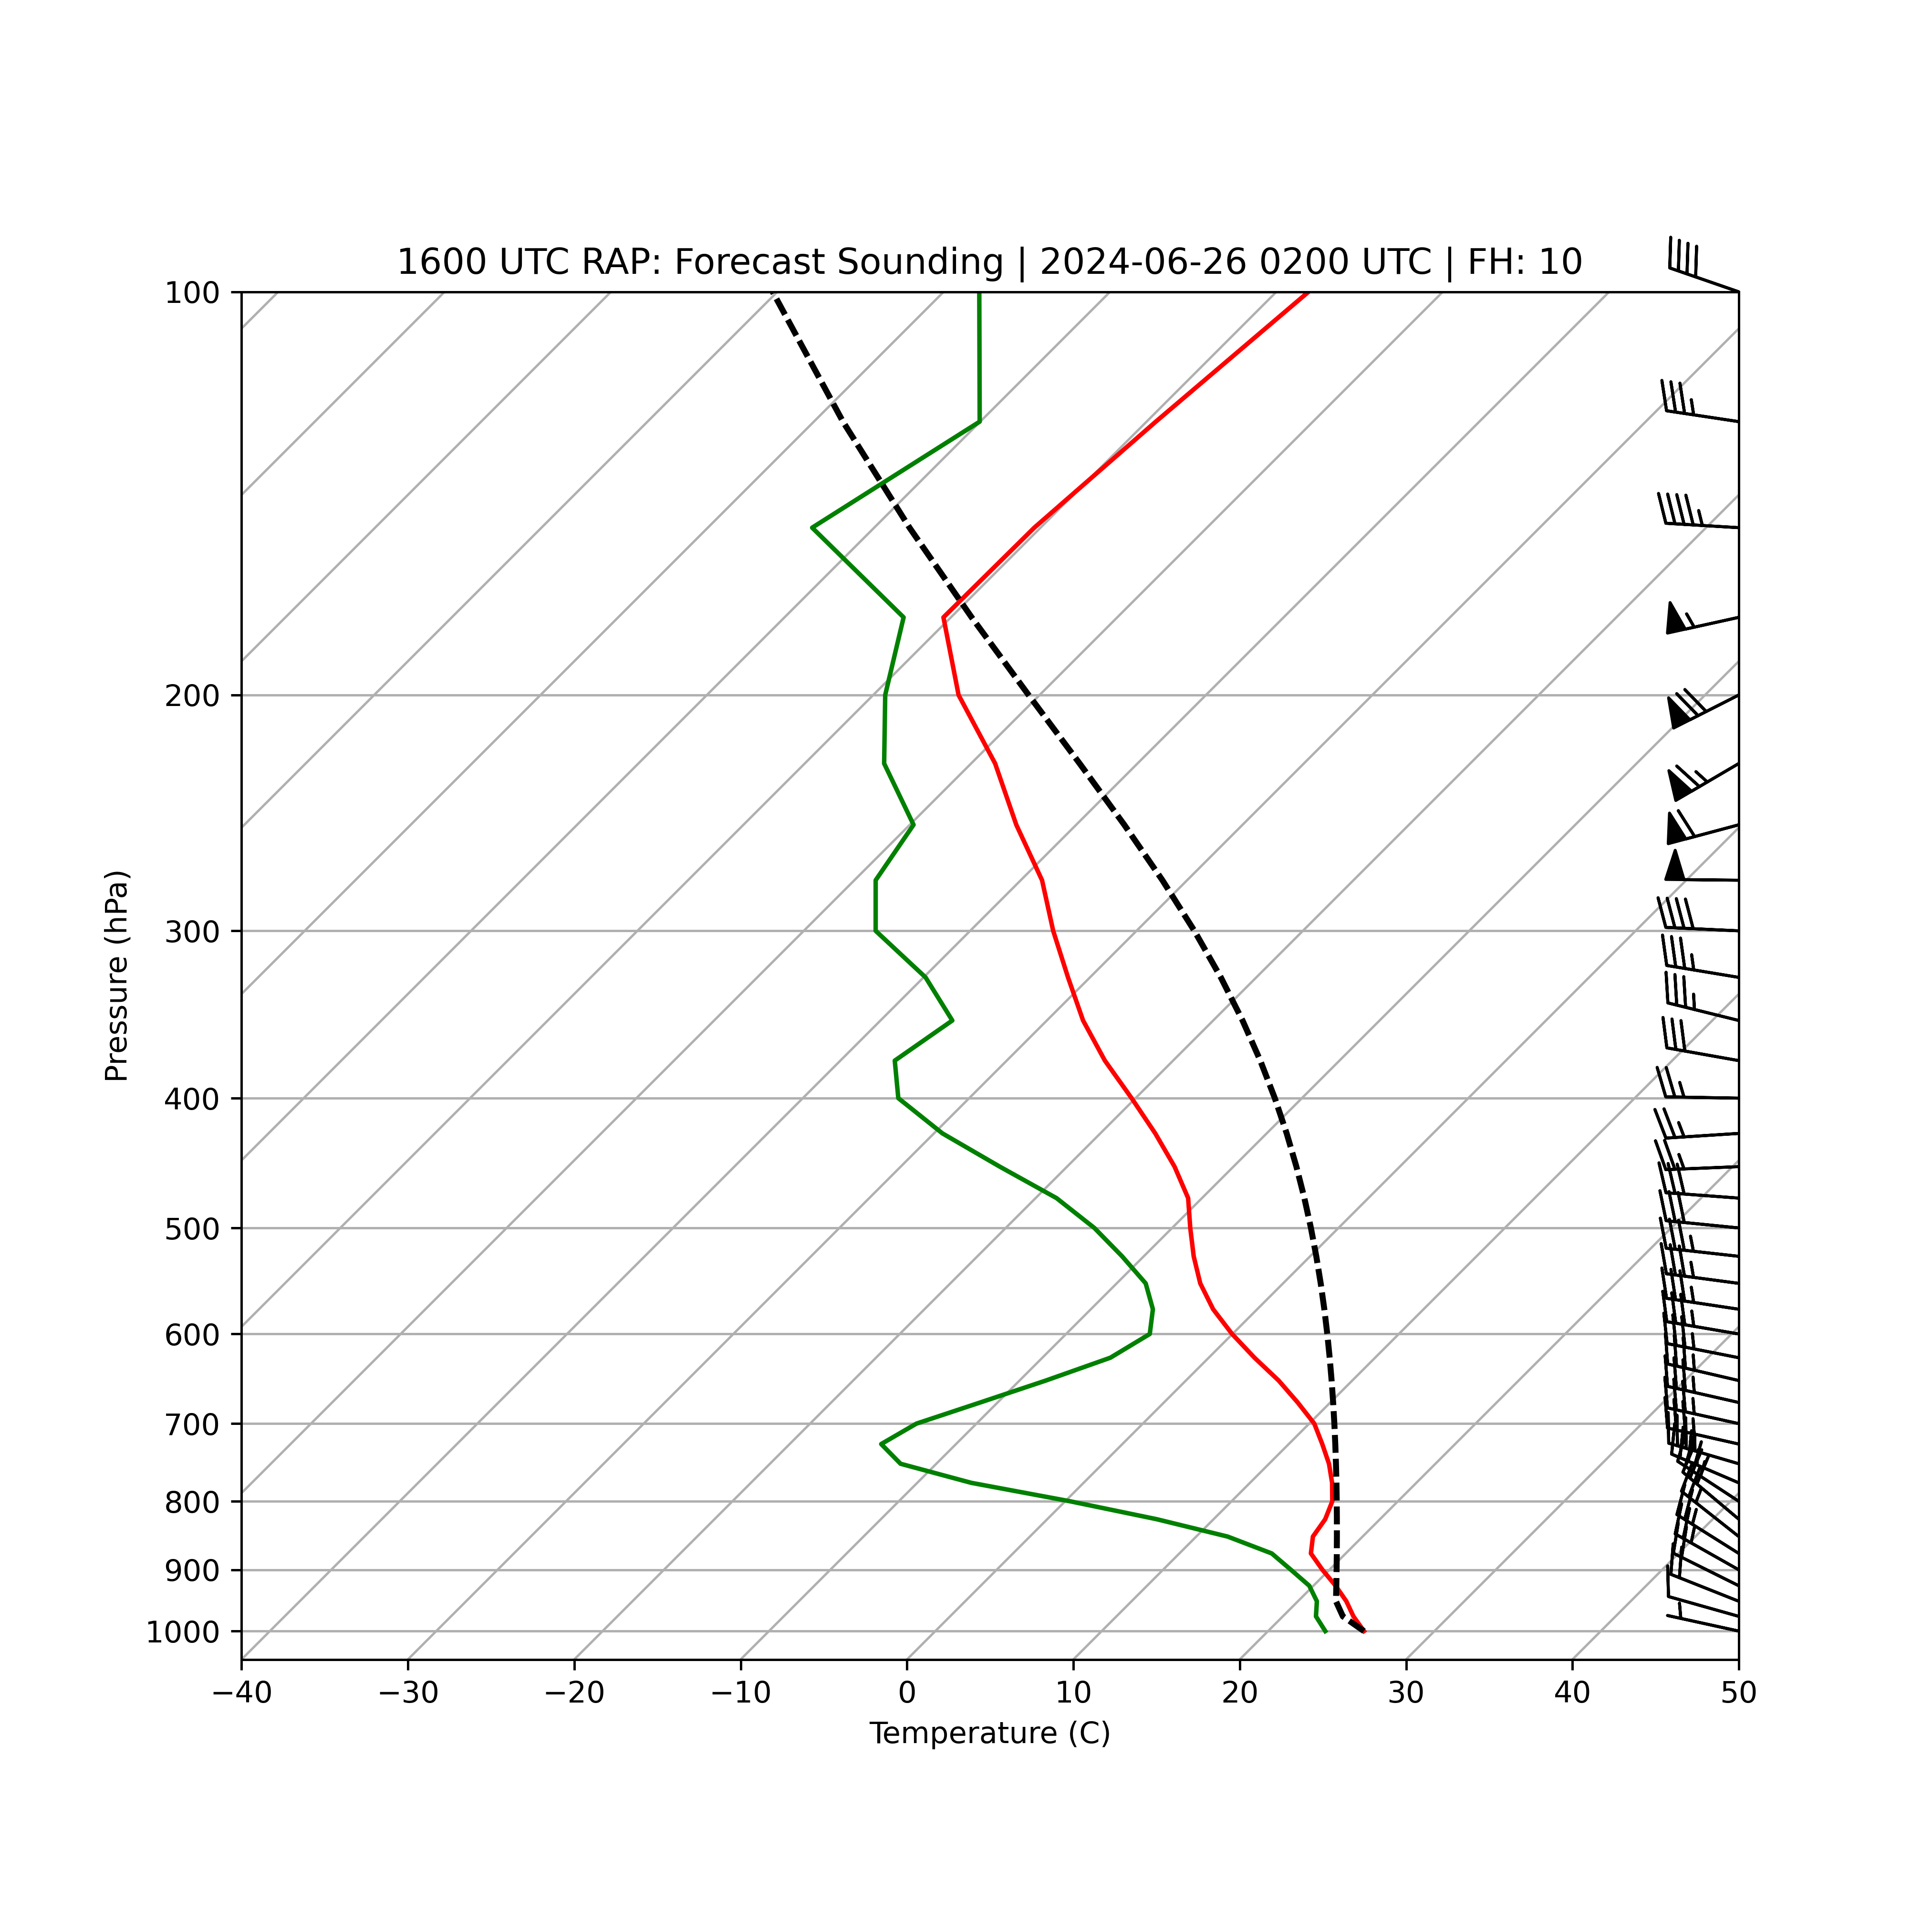 1600 UTC RAP: Forecast Sounding | 2024-06-26 0200 UTC | FH: 10
100
200
300
400
500
600
700
800
900
1000
Pressure (hPa)
−40 −30 −20 −10 0 10 20 30 40 50
Temperature (C)